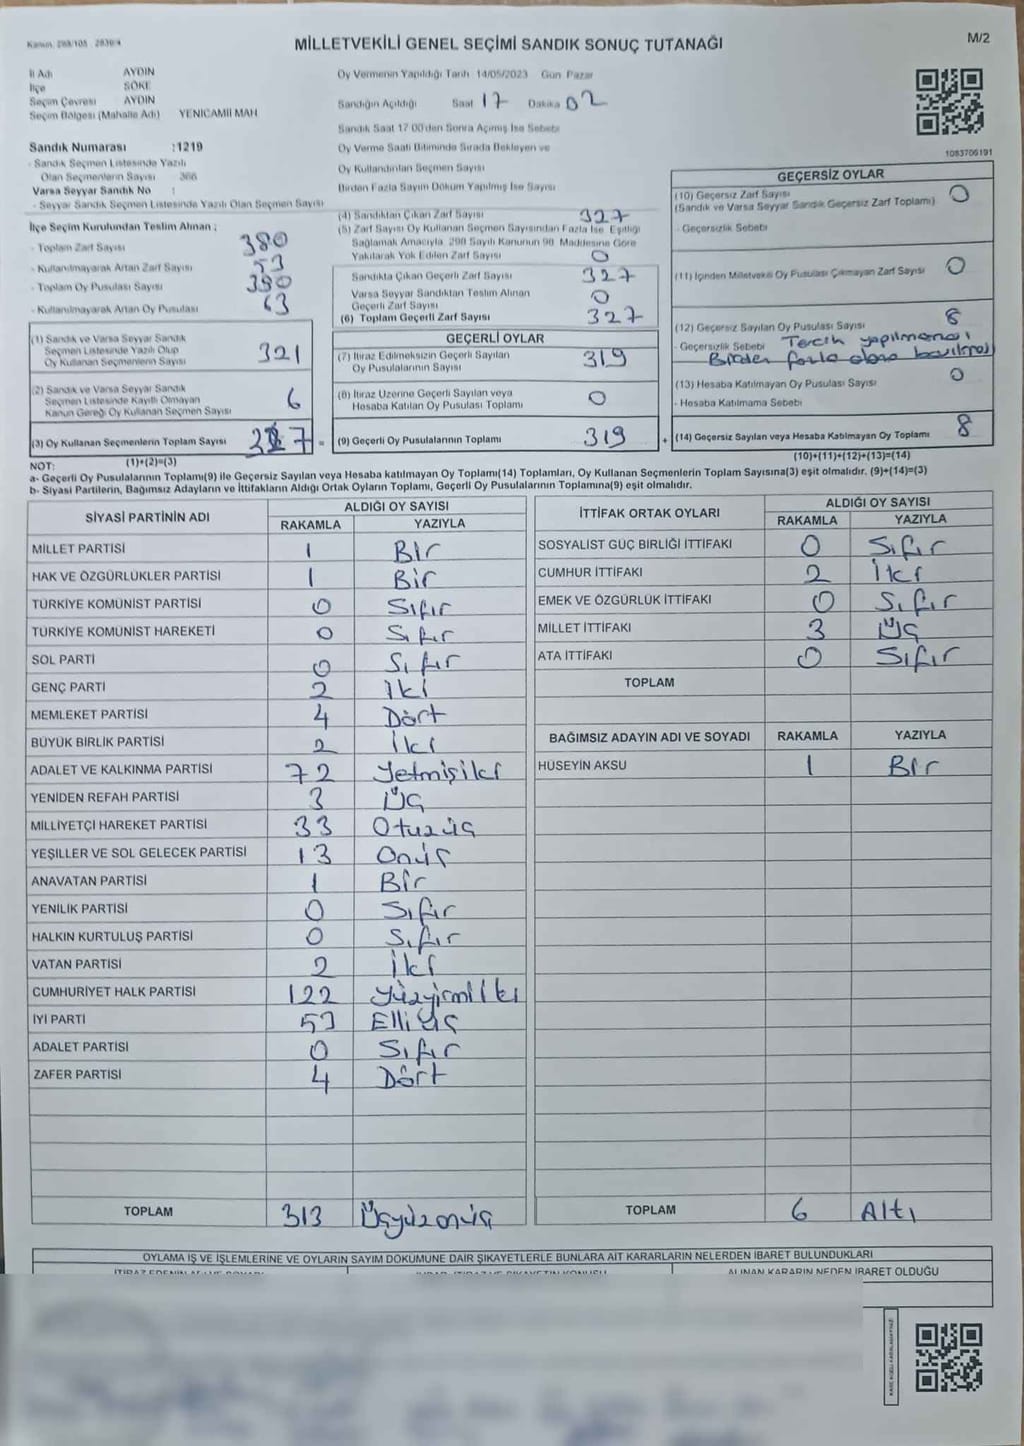 Kanun: 298/105 2839/4
MİLLETVEKİLİ GENEL SEÇİMİ SANDIK SONUÇ TUTANAĞI
M/2
İl Adı AYDIN
İlçe SÖKE
Seçim Çevresi AYDIN
Seçim Bölgesi (Mahalle Adı) YENİCAMİİ MAH
Sandık Numarası :1219
- Sandık Seçmen Listesinde Yazılı
Olan Seçmenlerin Sayısı : 366
Varsa Seyyar Sandık No :
- Seyyar Sandık Seçmen Listesinde Yazılı Olan Seçmen Sayısı
İlçe Seçim Kurulundan Teslim Alınan ;
- Toplam Zarf Sayısı 380
- Kullanılmayarak Artan Zarf Sayısı 53
- Toplam Oy Pusulası Sayısı 390
- Kullanılmayarak Artan Oy Pusulası 63
(1) Sandık ve Varsa Seyyar Sandık
Seçmen Listesinde Yazılı Olup
Oy Kullanan Seçmenlerin Sayısı 321
(2) Sandık ve Varsa Seyyar Sandık
Seçmen Listesinde Kayıtlı Olmayan
Kanun Gereği Oy Kullanan Seçmen Sayısı 6
(3) Oy Kullanan Seçmenlerin Toplam Sayısı 327 =
(1)+(2)=(3)
Oy Vermenin Yapıldığı Tarih 14/05/2023 Gün Pazar
Sandığın Açıldığı Saat 17 Dakika 02
Sandık Saat 17 00'den Sonra Açılmış İse Sebebi
Oy Verme Saati Bitiminde Sırada Bekleyen ve
Oy Kullandırılan Seçmen Sayısı
Birden Fazla Sayım Döküm Yapılmış İse Sayısı
(4) Sandıktan Çıkan Zarf Sayısı 327
(5) Zarf Sayısı Oy Kullanan Seçmen Sayısından Fazla İse Eşitliği
Sağlamak Amacıyla, 298 Sayılı Kanunun 98. Maddesine Göre
Yakılarak Yok Edilen Zarf Sayısı 0
Sandıkta Çıkan Geçerli Zarf Sayısı 327
Varsa Seyyar Sandıktan Teslim Alınan
Geçerli Zarf Sayısı 0
(6) Toplam Geçerli Zarf Sayısı 327
GEÇERLİ OYLAR
(7) İtiraz Edilmeksizin Geçerli Sayılan
Oy Pusulalarının Sayısı 319
(8) İtiraz Üzerine Geçerli Sayılan veya
Hesaba Katılan Oy Pusulası Toplamı 0
(9) Geçerli Oy Pusulalarının Toplamı 319 +
1083706191
GEÇERSİZ OYLAR
(10) Geçersiz Zarf Sayısı
(Sandık ve Varsa Seyyar Sandık Geçersiz Zarf Toplamı) 0
- Geçersizlik Sebebi
(11) İçinden Milletvekili Oy Pusulası Çıkmayan Zarf Sayısı 0
(12) Geçersiz Sayılan Oy Pusulası Sayısı 8
- Geçersizlik Sebebi Tercih yapılmaması
Birden fazla alana basılması
(13) Hesaba Katılmayan Oy Pusulası Sayısı 0
- Hesaba Katılmama Sebebi
(14) Geçersiz Sayılan veya Hesaba Katılmayan Oy Toplamı 8
(10)+(11)+(12)+(13)=(14)
NOT:
a- Geçerli Oy Pusulalarının Toplamı(9) ile Geçersiz Sayılan veya Hesaba katılmayan Oy Toplamı(14) Toplamları, Oy Kullanan Seçmenlerin Toplam Sayısına(3) eşit olmalıdır. (9)+(14)=(3)
b- Siyasi Partilerin, Bağımsız Adayların ve İttifakların Aldığı Ortak Oyların Toplamı, Geçerli Oy Pusulalarının Toplamına(9) eşit olmalıdır.
SİYASİ PARTİNİN ADI ALDIĞI OY SAYISI
RAKAMLA YAZIYLA
MİLLET PARTİSİ 1 Bir
HAK VE ÖZGÜRLÜKLER PARTİSİ 1 Bir
TÜRKİYE KOMÜNİST PARTİSİ 0 Sıfır
TÜRKİYE KOMÜNİST HAREKETİ 0 Sıfır
SOL PARTİ 0 Sıfır
GENÇ PARTİ 2 İki
MEMLEKET PARTİSİ 4 Dört
BÜYÜK BİRLİK PARTİSİ 2 İki
ADALET VE KALKINMA PARTİSİ 72 Yetmişiki
YENİDEN REFAH PARTİSİ 3 Üç
MİLLİYETÇİ HAREKET PARTİSİ 33 Otuzüç
YEŞİLLER VE SOL GELECEK PARTİSİ 13 Onüç
ANAVATAN PARTİSİ 1 Bir
YENİLİK PARTİSİ 0 Sıfır
HALKIN KURTULUŞ PARTİSİ 0 Sıfır
VATAN PARTİSİ 2 İki
CUMHURİYET HALK PARTİSİ 122 Yüzyirmiiki
İYİ PARTİ 53 Elliüç
ADALET PARTİSİ 0 Sıfır
ZAFER PARTİSİ 4 Dört
TOPLAM 313 Üçyüzonüç
İTTİFAK ORTAK OYLARI ALDIĞI OY SAYISI
RAKAMLA YAZIYLA
SOSYALİST GÜÇ BİRLİĞİ İTTİFAKI 0 Sıfır
CUMHUR İTTİFAKI 2 İki
EMEK VE ÖZGÜRLÜK İTTİFAKI 0 Sıfır
MİLLET İTTİFAKI 3 Üç
ATA İTTİFAKI 0 Sıfır
TOPLAM
BAĞIMSIZ ADAYIN ADI VE SOYADI RAKAMLA YAZIYLA
HÜSEYİN AKSU 1 Bir
TOPLAM 6 Altı
OYLAMA İŞ VE İŞLEMLERİNE VE OYLARIN SAYIM DÖKÜMÜNE DAİR ŞİKAYETLERLE BUNLARA AİT KARARLARIN NELERDEN İBARET BULUNDUKLARI
ALINAN KARARIN NEDEN İBARET OLDUĞU